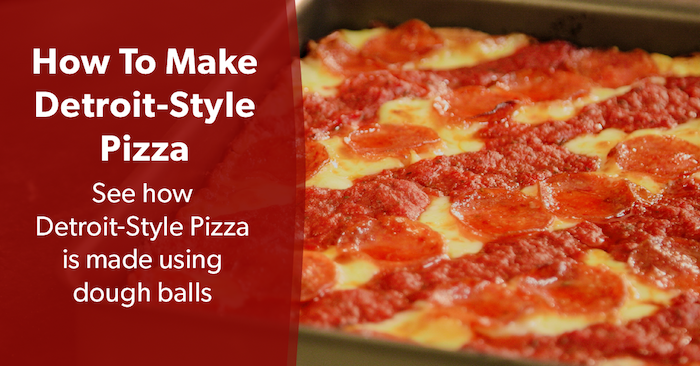 How To Make
Detroit-Style
Pizza
See how
Detroit-Style Pizza
is made using
dough balls